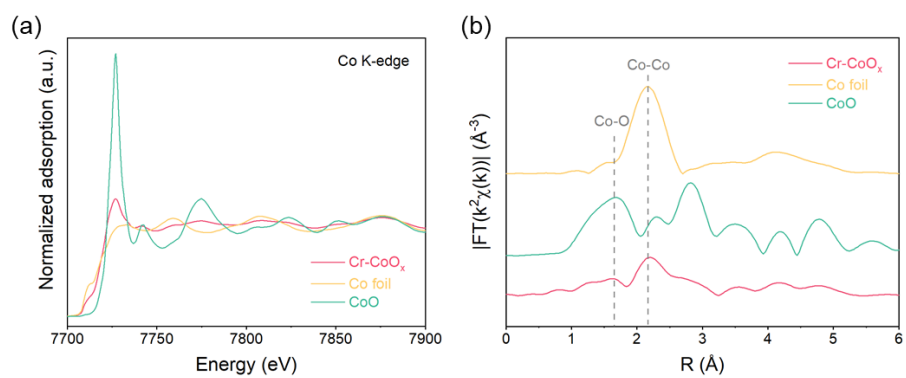 (a)
Normalized adsorption (a.u.)
Co K-edge
Cr-CoOₓ
Co foil
CoO
7700 7750 7800 7850 7900
Energy (eV)
(b)
|FT(k²χ(k))| (Å-³)
Co-Co
Co-O
Cr-CoOₓ
Co foil
CoO
0 1 2 3 4 5 6
R (Å)